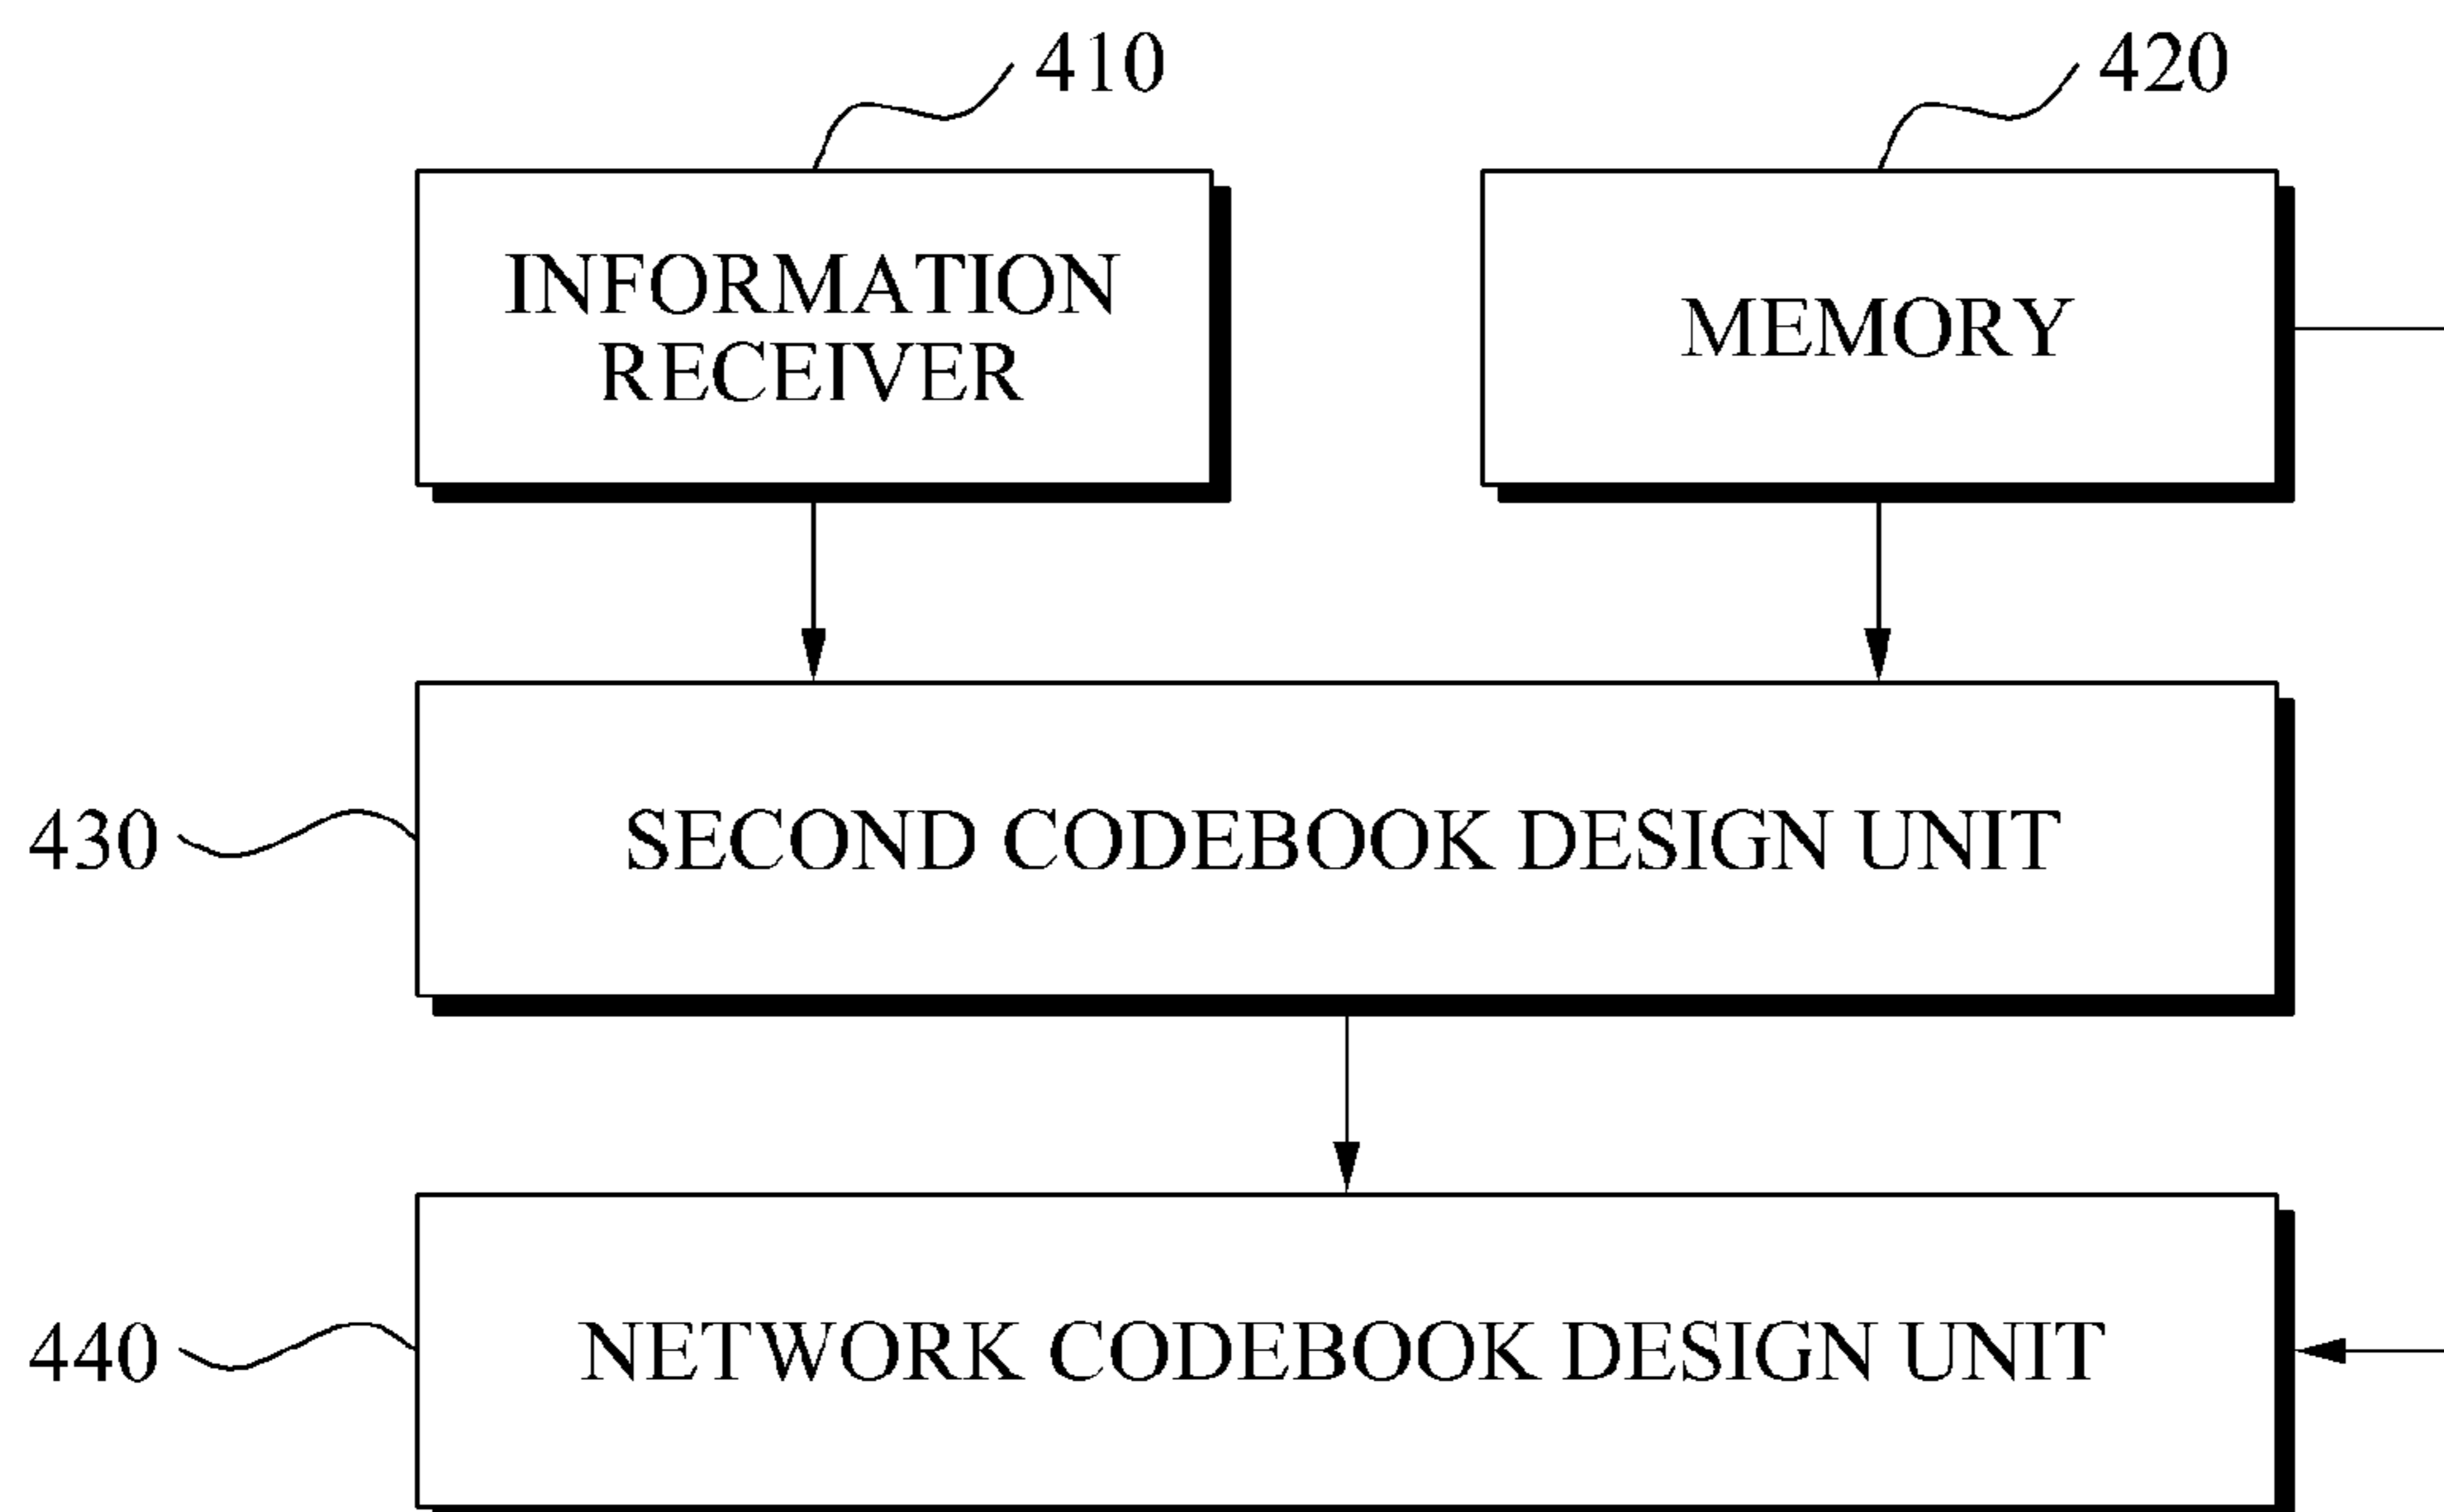 410
420
INFORMATION
RECEIVER
MEMORY
430
SECOND CODEBOOK DESIGN UNIT
440
NETWORK CODEBOOK DESIGN UNIT